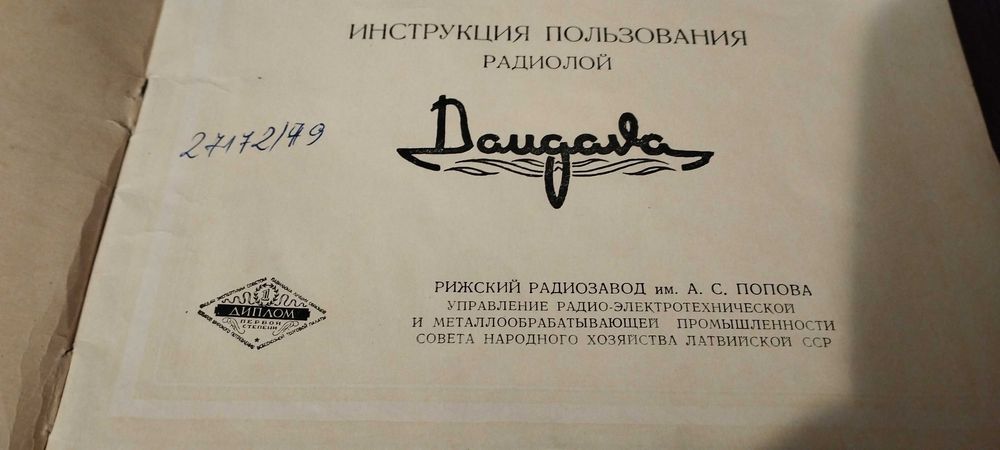 ИНСТРУКЦИЯ ПОЛЬЗОВАНИЯ
РАДИОЛОЙ
Daugava
27172/49
1
ДИПЛОМ
ПЕРВОЙ
СТЕПЕНИ
РИЖСКИЙ РАДИОЗАВОД им. А. С. ПОПОВА
УПРАВЛЕНИЕ РАДИО-ЭЛЕКТРОТЕХНИЧЕСКОЙ
И МЕТАЛЛООБРАБАТЫВАЮЩЕЙ ПРОМЫШЛЕННОСТИ
СОВЕТА НАРОДНОГО ХОЗЯЙСТВА ЛАТВИЙСКОЙ ССР